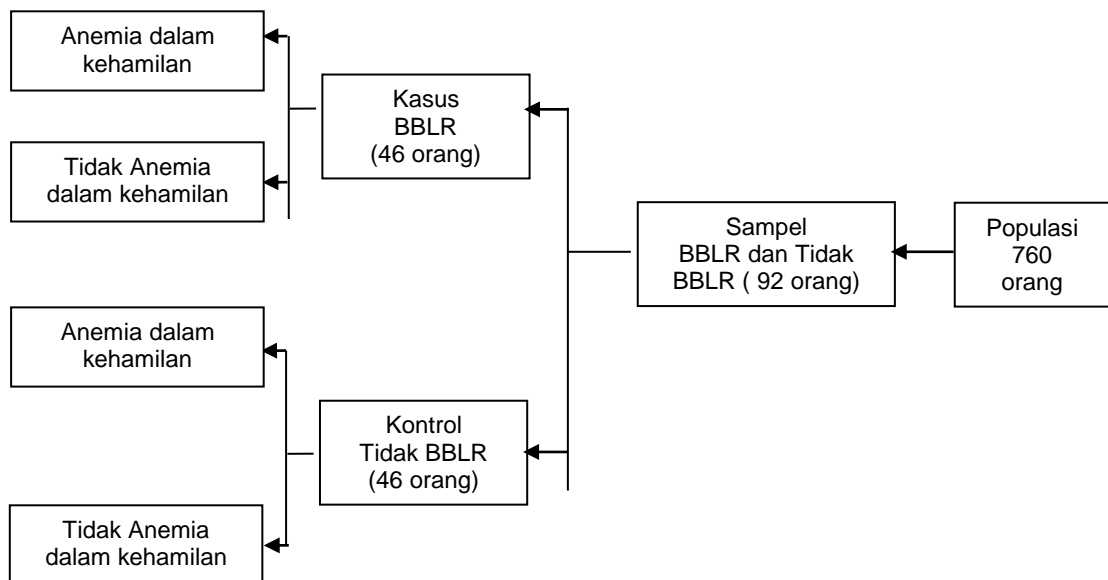 Anemia dalam
kehamilan
Tidak Anemia
dalam kehamilan
Kasus
BBLR
(46 orang)
Sampel
BBLR dan Tidak
BBLR ( 92 orang)
Populasi
760
orang
Anemia dalam
kehamilan
Kontrol
Tidak BBLR
(46 orang)
Tidak Anemia
dalam kehamilan